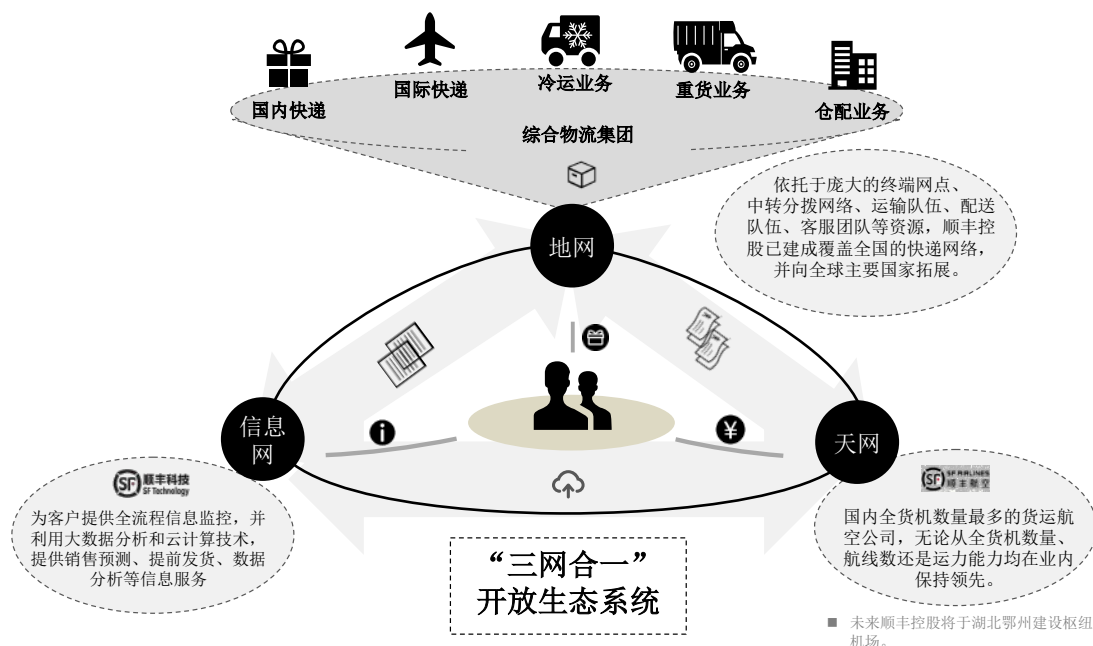 国内快递
国际快递
冷运业务
重货业务
仓配业务
综合物流集团
依托于庞大的终端网点、
中转分拨网络、运输队伍、配送
队伍、客服团队等资源，顺丰控
股已建成覆盖全国的快递网络，
并向全球主要国家拓展。
地网
信息
网
天网
SF 顺丰科技
SF Technology
为客户提供全流程信息监控，并
利用大数据分析和云计算技术，
提供销售预测、提前发货、数据
分析等信息服务
SF SF AIRLINES
顺丰航空
国内全货机数量最多的货运航
空公司，无论从全货机数量、
航线数还是运力能力均在业内
保持领先。
“三网合一”
开放生态系统
■ 未来顺丰控股将于湖北鄂州建设枢纽
机场。